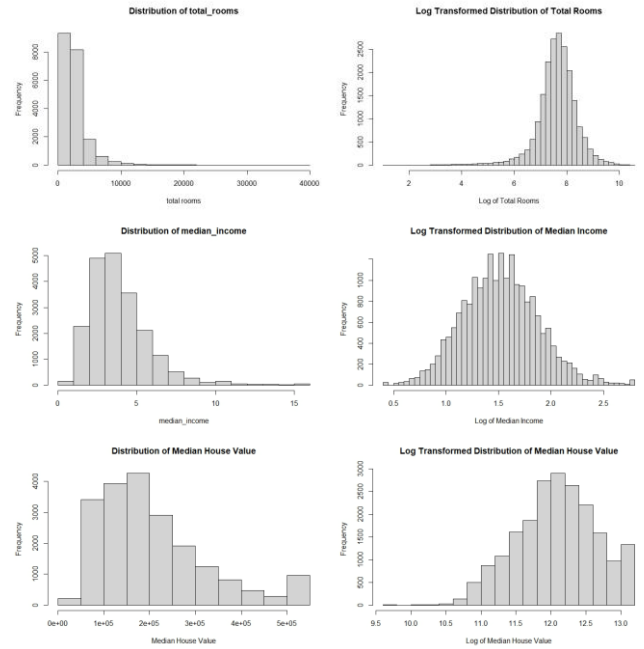 Distribution of total_rooms
Frequency
0 2000 4000 6000 8000
0 10000 20000 30000 40000
total rooms
Log Transformed Distribution of Total Rooms
Frequency
0 500 1000 1500 2000 2500
2 4 6 8 10
Log of Total Rooms
Distribution of median_income
Frequency
0 1000 2000 3000 4000 5000
0 5 10 15
median_income
Log Transformed Distribution of Median Income
Frequency
0 200 400 600 800 1000
0.5 1.0 1.5 2.0 2.5
Log of Median Income
Distribution of Median House Value
Frequency
0 1000 2000 3000 4000
0e+00 1e+05 2e+05 3e+05 4e+05 5e+05
Median House Value
Log Transformed Distribution of Median House Value
Frequency
0 500 1000 1500 2000 2500 3000
9.5 10.0 10.5 11.0 11.5 12.0 12.5 13.0
Log of Median House Value